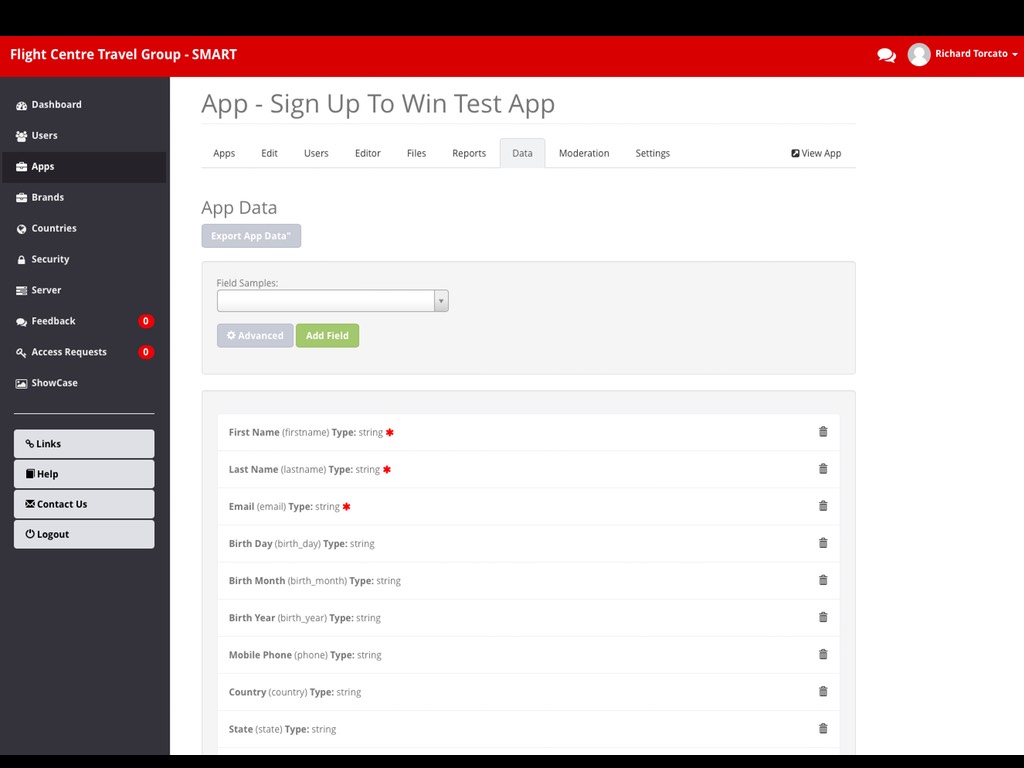 Flight Centre Travel Group - SMART
Richard Torcato
Dashboard
Users
Apps
Brands
Countries
Security
Server
Feedback 0
Access Requests 0
ShowCase
Links
Help
Contact Us
Logout
App - Sign Up To Win Test App
Apps Edit Users Editor Files Reports Data Moderation Settings View App
App Data
Export App Data"
Field Samples:
Advanced Add Field
First Name (firstname) Type: string ✱
Last Name (lastname) Type: string ✱
Email (email) Type: string ✱
Birth Day (birth_day) Type: string
Birth Month (birth_month) Type: string
Birth Year (birth_year) Type: string
Mobile Phone (phone) Type: string
Country (country) Type: string
State (state) Type: string